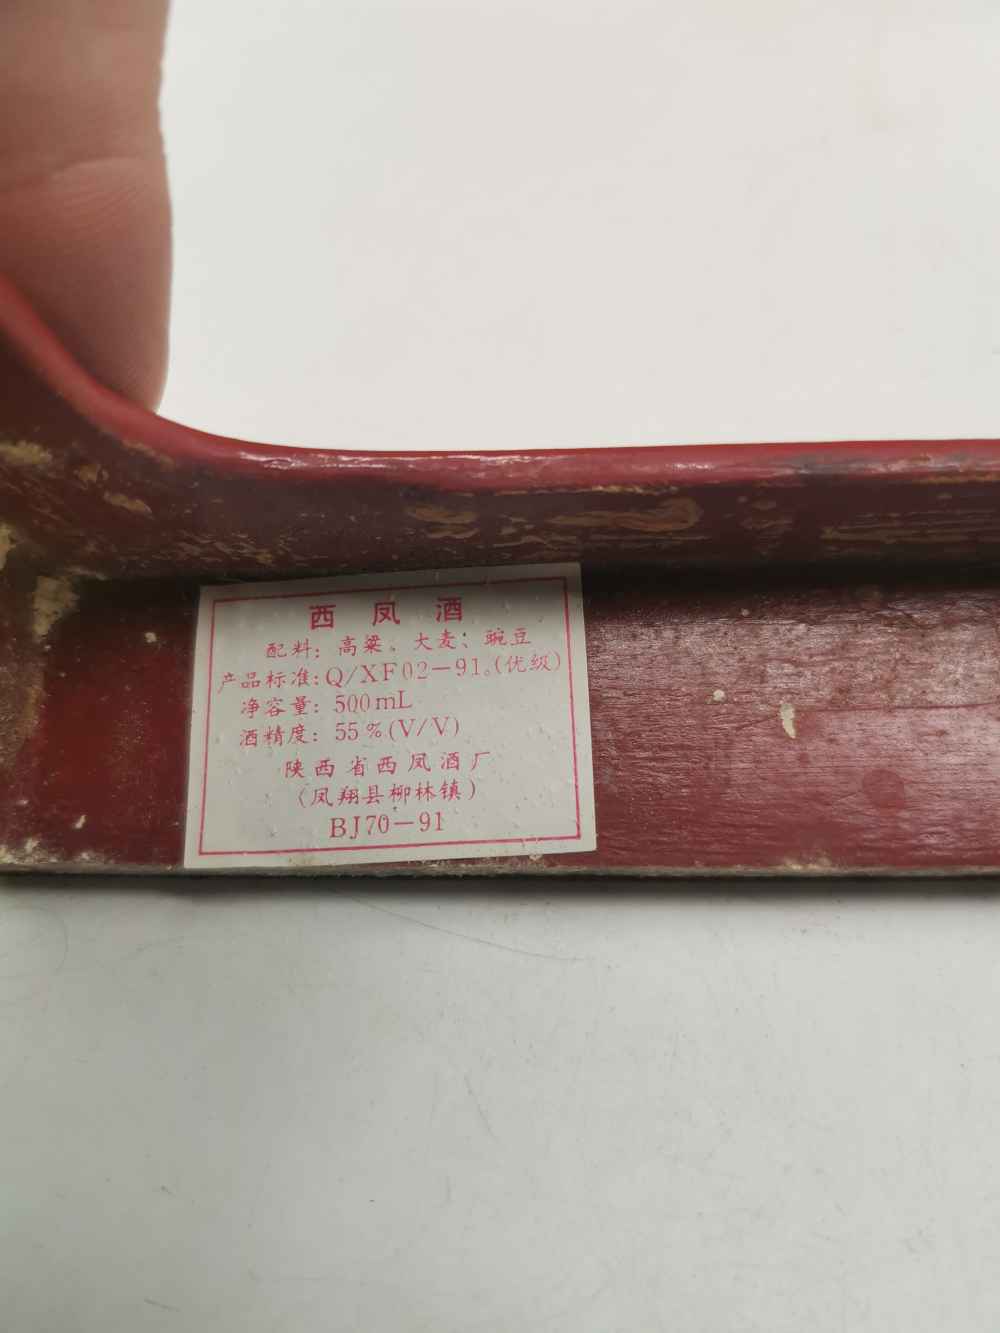 西凤酒
配料：高粱。大麦、豌豆
产品标准：Q/XF02－91。(优级)
净容量：500mL
酒精度：55％(V/V)
陕西省西凤酒厂
(凤翔县柳林镇)
BJ70－91